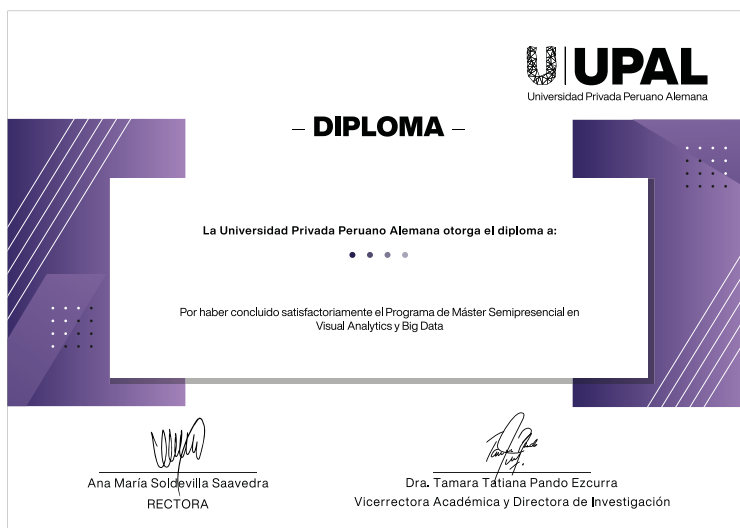 UPAL
Universidad Privada Peruano Alemana
– DIPLOMA –
La Universidad Privada Peruano Alemana otorga el diploma a:
Por haber concluido satisfactoriamente el Programa de Máster Semipresencial en
Visual Analytics y Big Data
Ana María Soldevilla Saavedra
RECTORA
Dra. Tamara Tatiana Pando Ezcurra
Vicerrectora Académica y Directora de Investigación